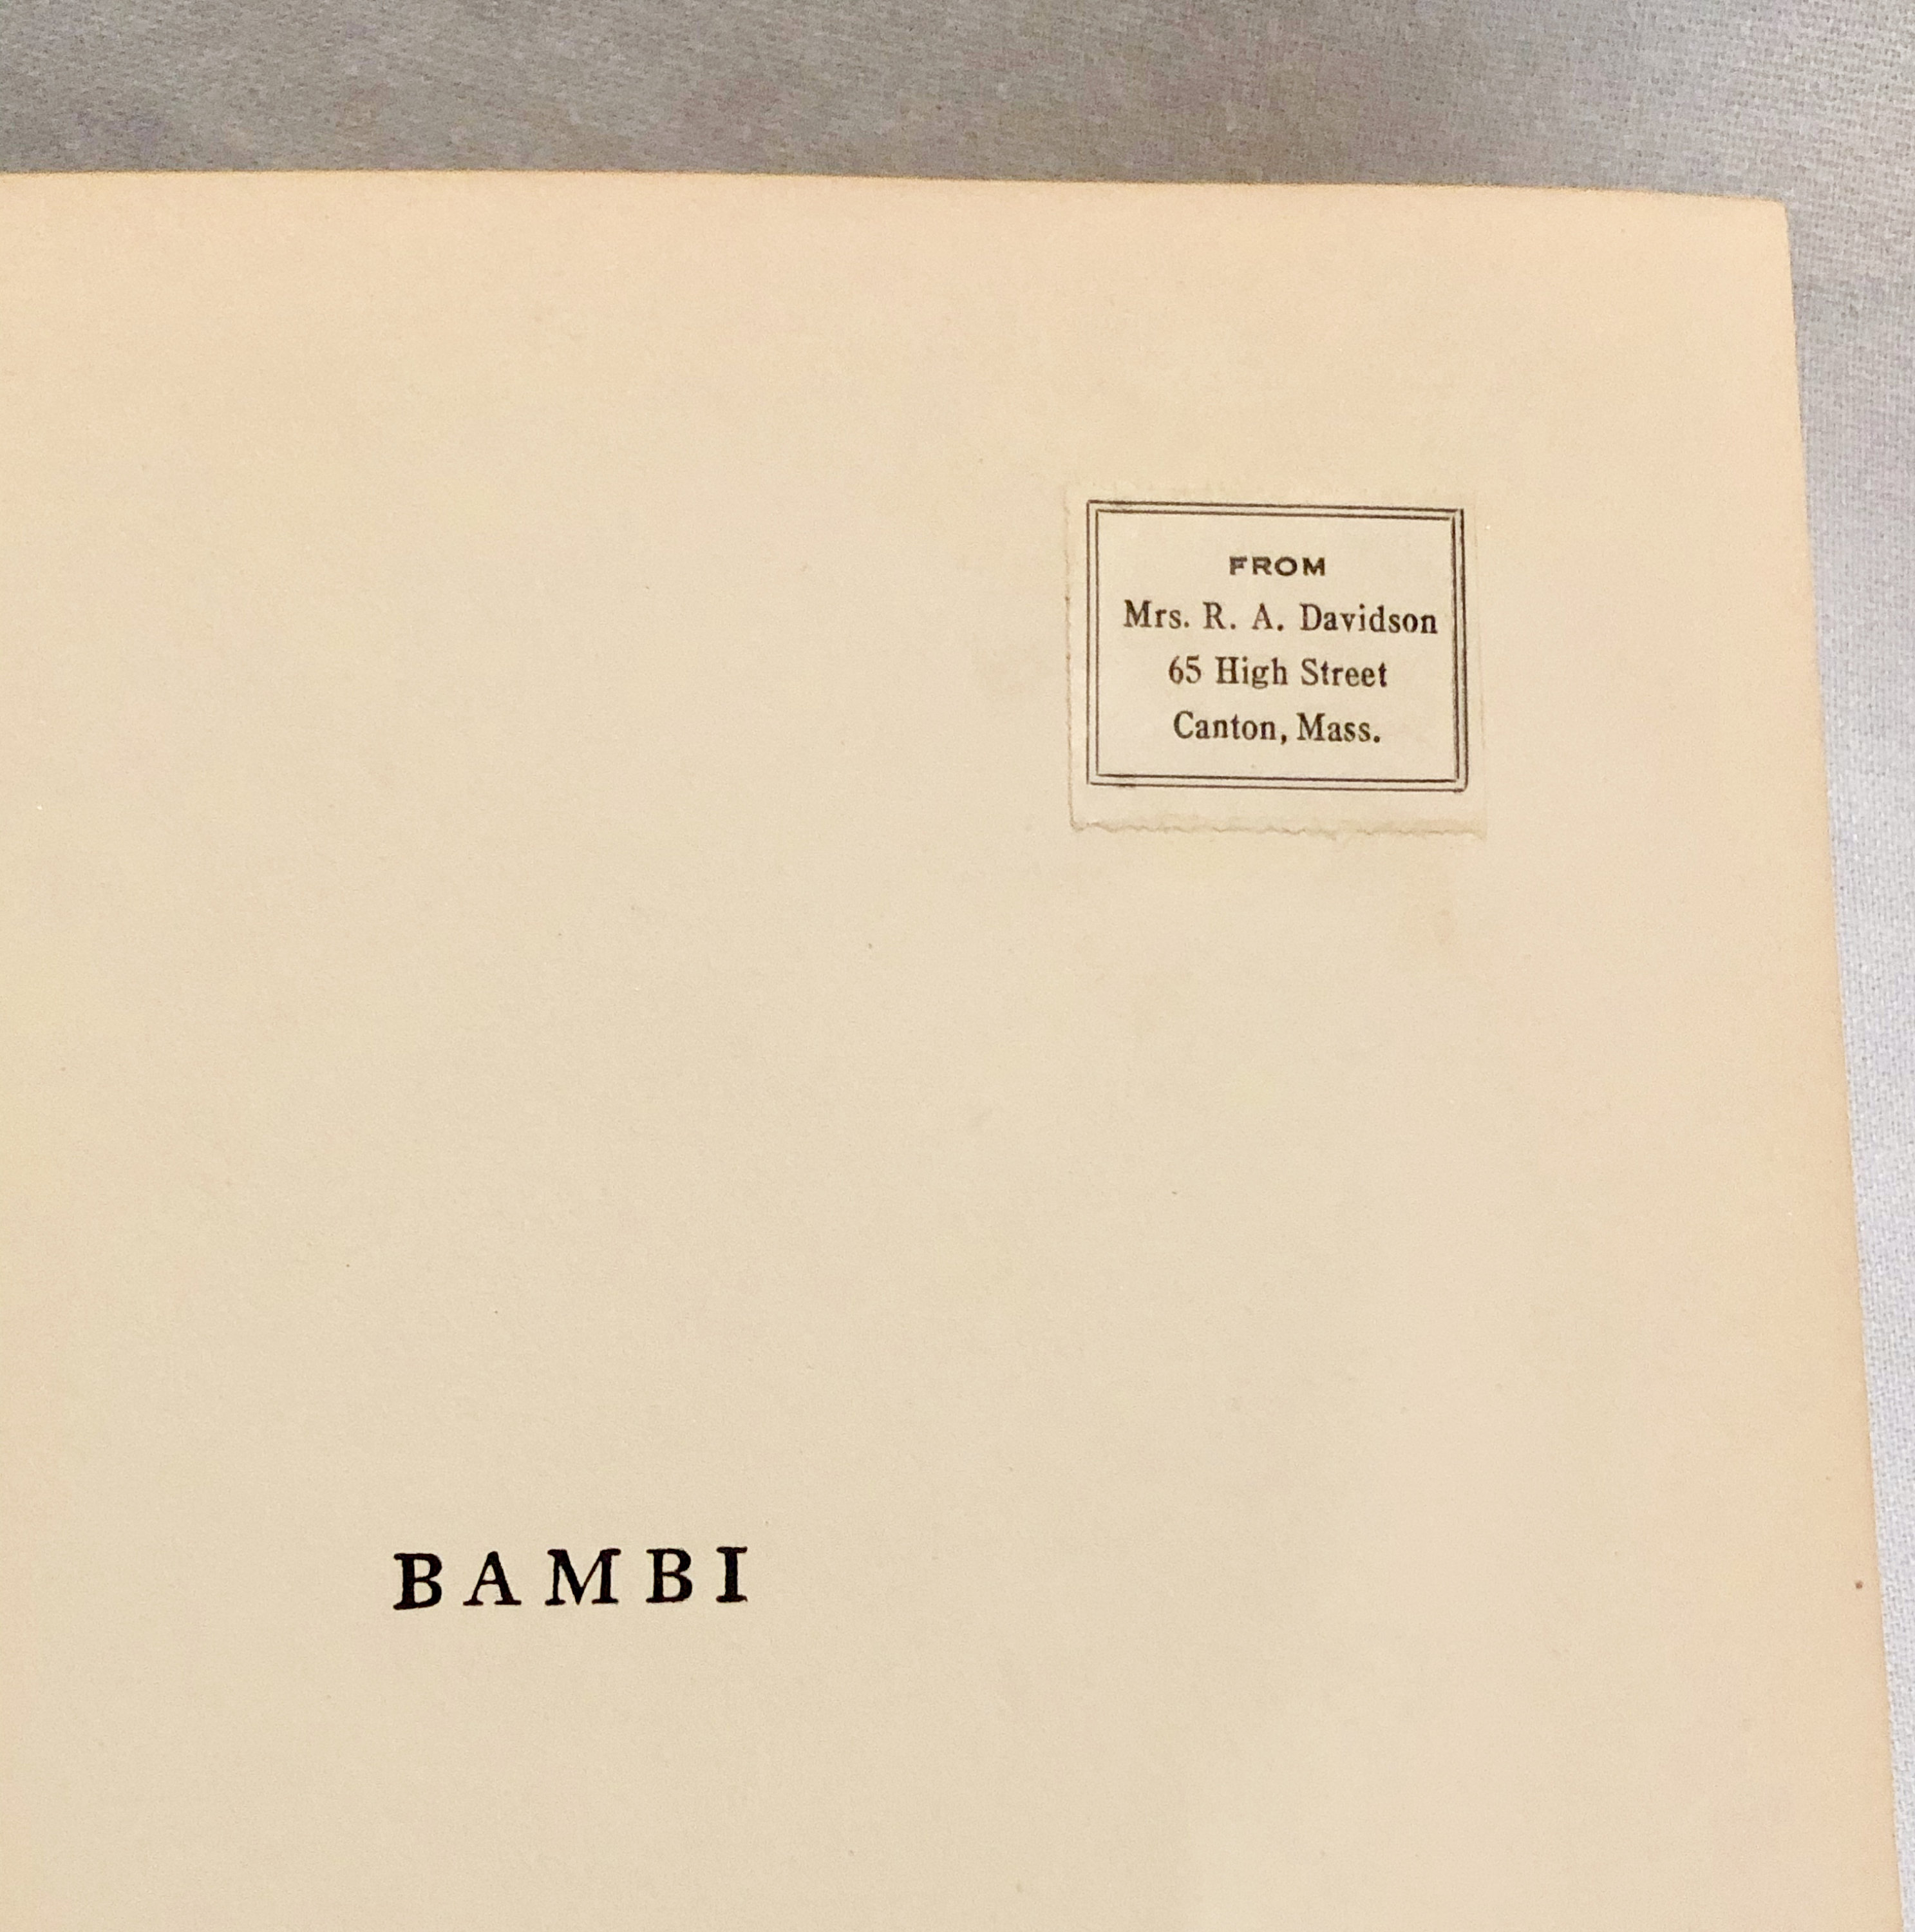 FROM
Mrs. R. A. Davidson
65 High Street
Canton, Mass.
BAMBI